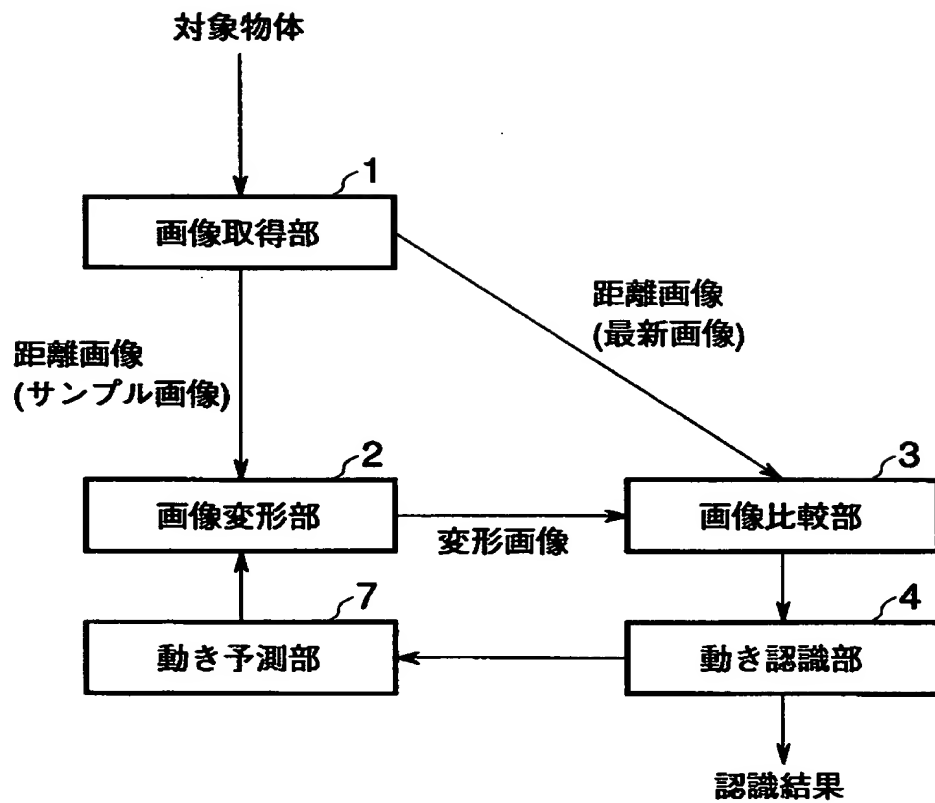 対象物体
1
画像取得部
距離画像
(最新画像)
距離画像
(サンプル画像)
2
画像変形部
変形画像
3
画像比較部
7
動き予測部
4
動き認識部
認識結果